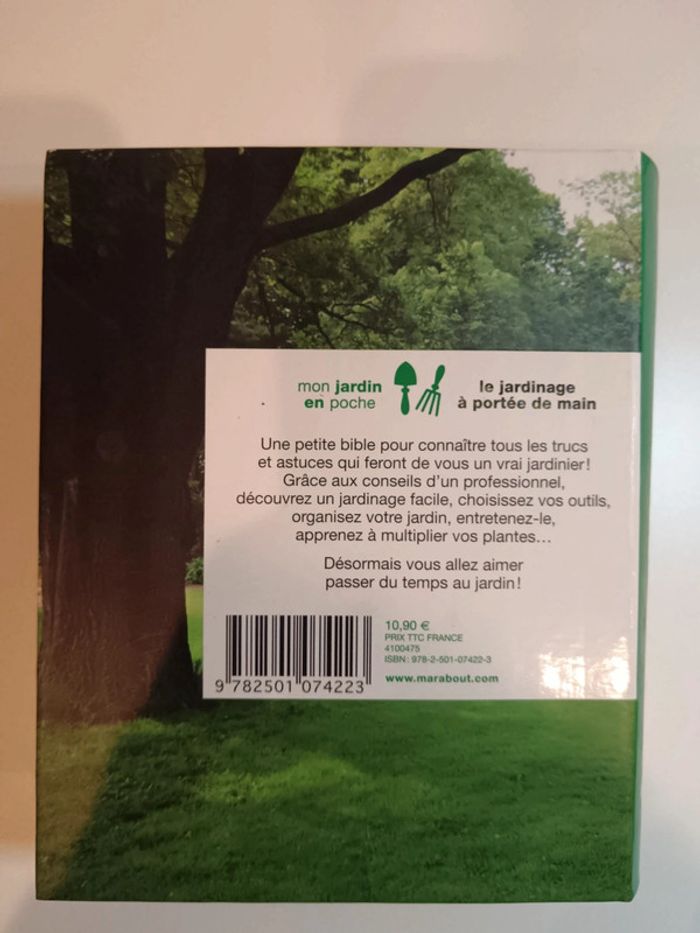 mon jardin
en poche
le jardinage
à portée de main
Une petite bible pour connaître tous les trucs
et astuces qui feront de vous un vrai jardinier !
Grâce aux conseils d'un professionnel,
découvrez un jardinage facile, choisissez vos outils,
organisez votre jardin, entretenez-le,
apprenez à multiplier vos plantes...
Désormais vous allez aimer
passer du temps au jardin !
10,90 €
PRIX TTC FRANCE
4100475
ISBN : 978-2-501-07422-3
www.marabout.com
9 782501 074223